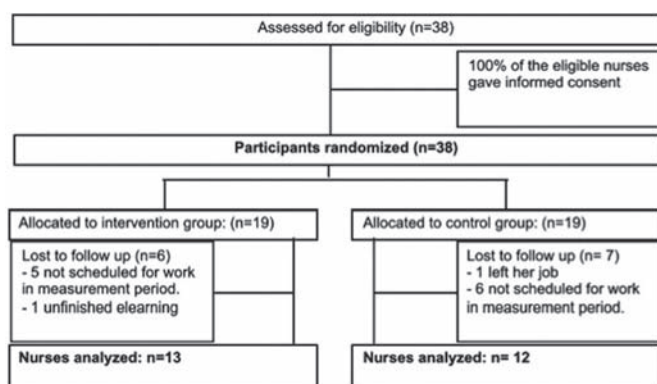 Assessed for eligibility (n=38)
100% of the eligible nurses
gave informed consent
Participants randomized (n=38)
Allocated to intervention group: (n=19)
Lost to follow up (n=6)
- 5 not scheduled for work
in measurement period.
- 1 unfinished elearning
Nurses analyzed: n=13
Allocated to control group: (n=19)
Lost to follow up (n= 7)
- 1 left her job
- 6 not scheduled for work
in measurement period.
Nurses analyzed: n= 12